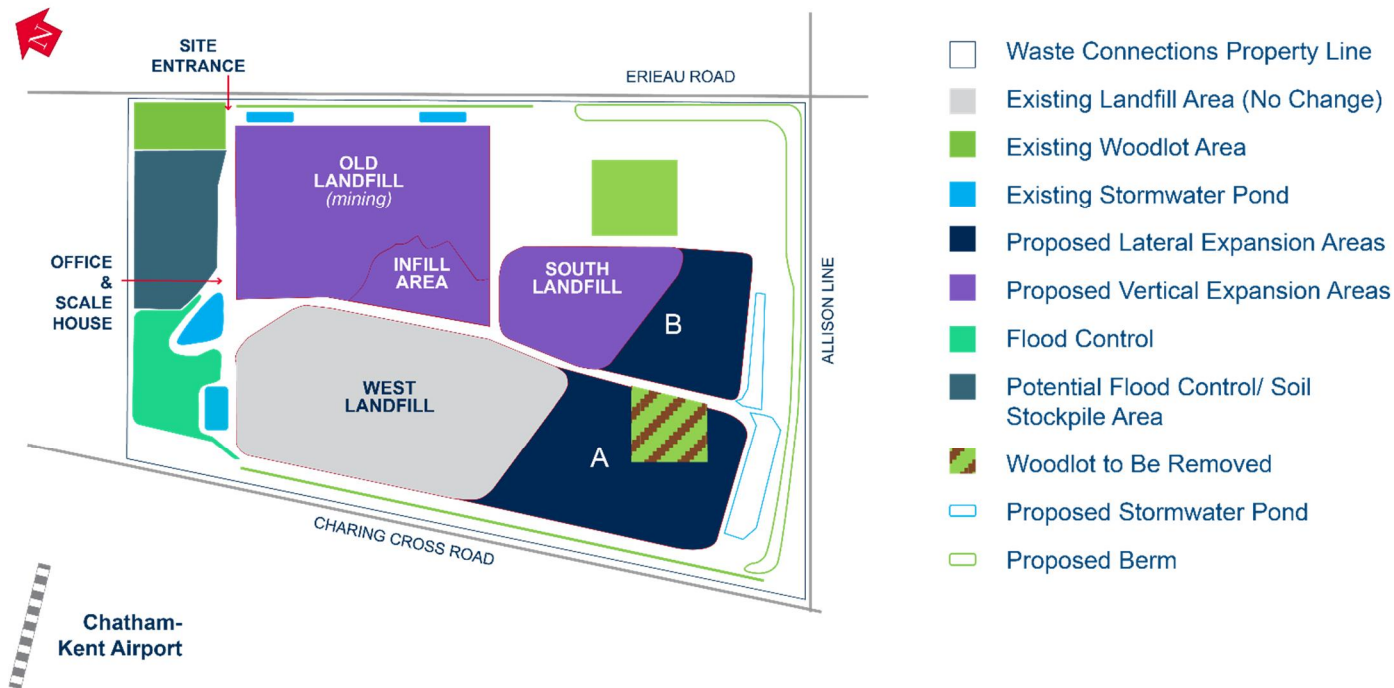 N
SITE
ENTRANCE
ERIEAU ROAD
OLD
LANDFILL
(mining)
INFILL
AREA
SOUTH
LANDFILL
OFFICE
&
SCALE
HOUSE
B
ALLISON LINE
WEST
LANDFILL
A
CHARING CROSS ROAD
Chatham-
Kent Airport
Waste Connections Property Line
Existing Landfill Area (No Change)
Existing Woodlot Area
Existing Stormwater Pond
Proposed Lateral Expansion Areas
Proposed Vertical Expansion Areas
Flood Control
Potential Flood Control/ Soil
Stockpile Area
Woodlot to Be Removed
Proposed Stormwater Pond
Proposed Berm